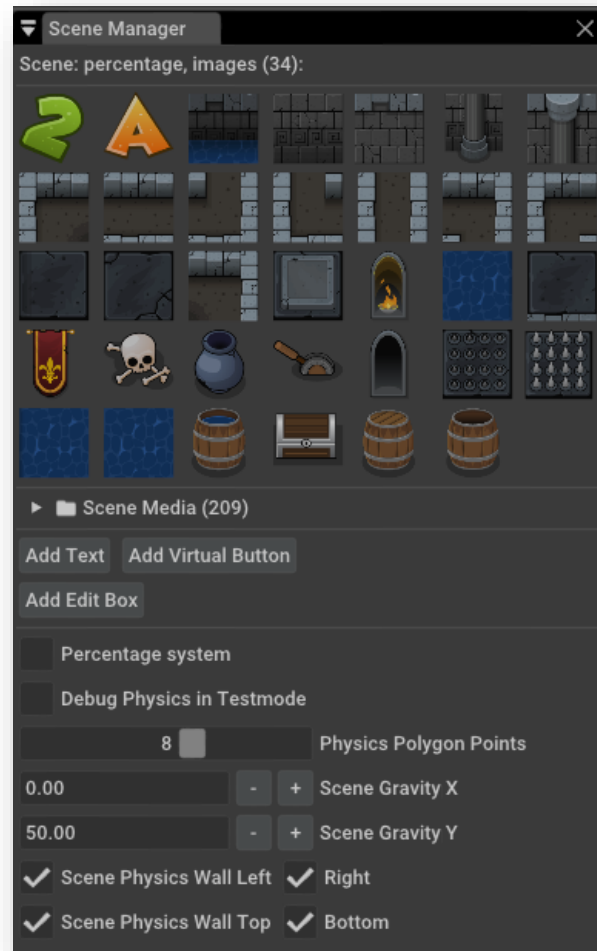 Scene Manager
Scene: percentage, images (34):
2 A
Scene Media (209)
Add Text Add Virtual Button
Add Edit Box
Percentage system
Debug Physics in Testmode
8 Physics Polygon Points
0.00 - + Scene Gravity X
50.00 - + Scene Gravity Y
Scene Physics Wall Left Right
Scene Physics Wall Top Bottom